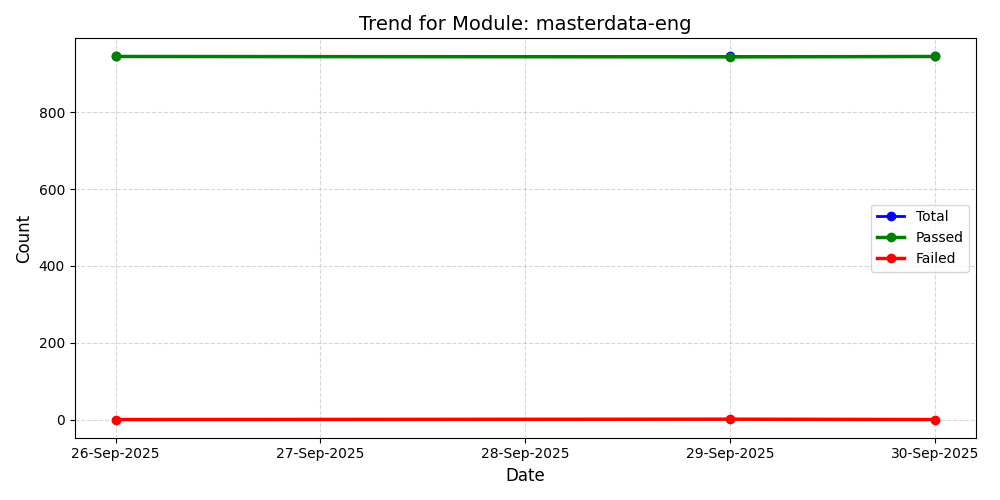 Trend for Module: masterdata-eng
800
600
400
200
0
Count
Total
Passed
Failed
26-Sep-2025 27-Sep-2025 28-Sep-2025 29-Sep-2025 30-Sep-2025
Date